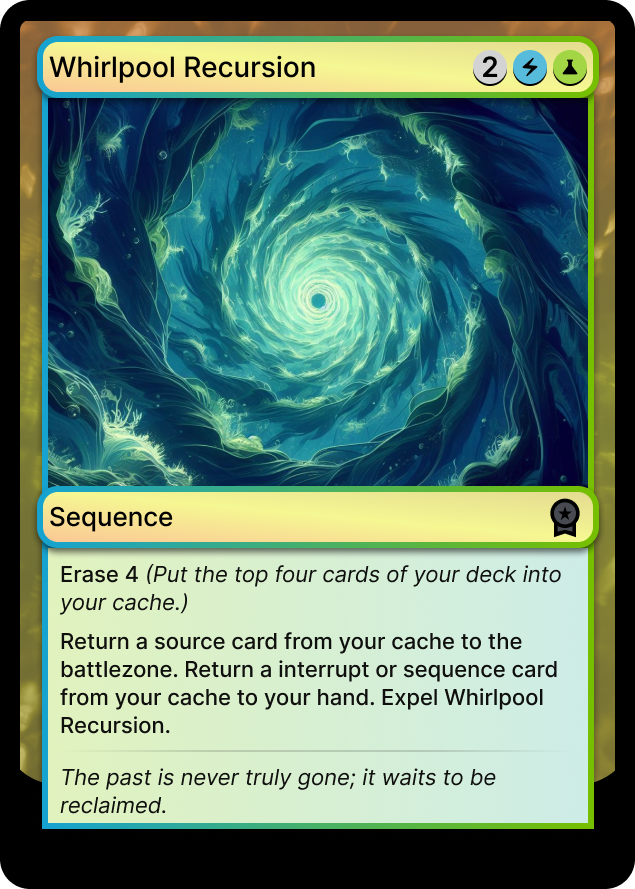 Whirlpool Recursion 2
Sequence
Erase 4 (Put the top four cards of your deck into
your cache.)
Return a source card from your cache to the
battlezone. Return a interrupt or sequence card
from your cache to your hand. Expel Whirlpool
Recursion.
The past is never truly gone; it waits to be
reclaimed.